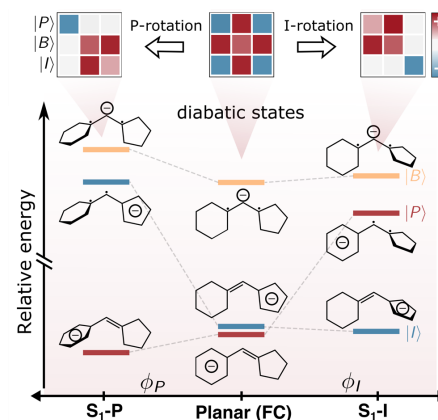 |P⟩
|B⟩
|I⟩
P-rotation
I-rotation
diabatic states
Relative energy
|B⟩
|P⟩
|I⟩
ϕP
ϕI
S₁-P
Planar (FC)
S₁-I